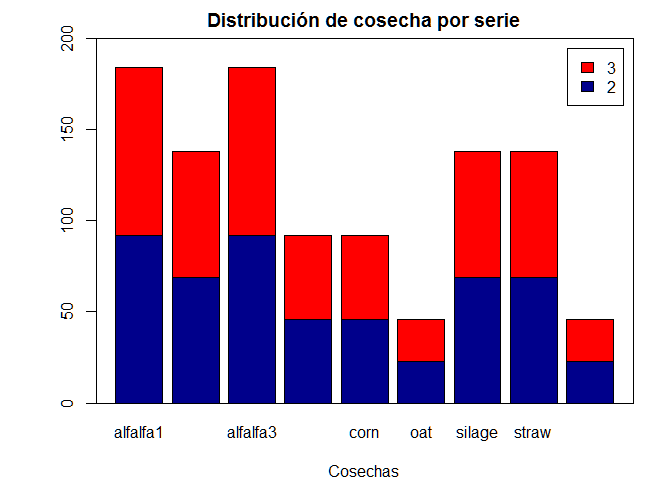 Distribución de cosecha por serie
3
2
200
150
100
50
0
alfalfa1 alfalfa3 corn oat silage straw
Cosechas